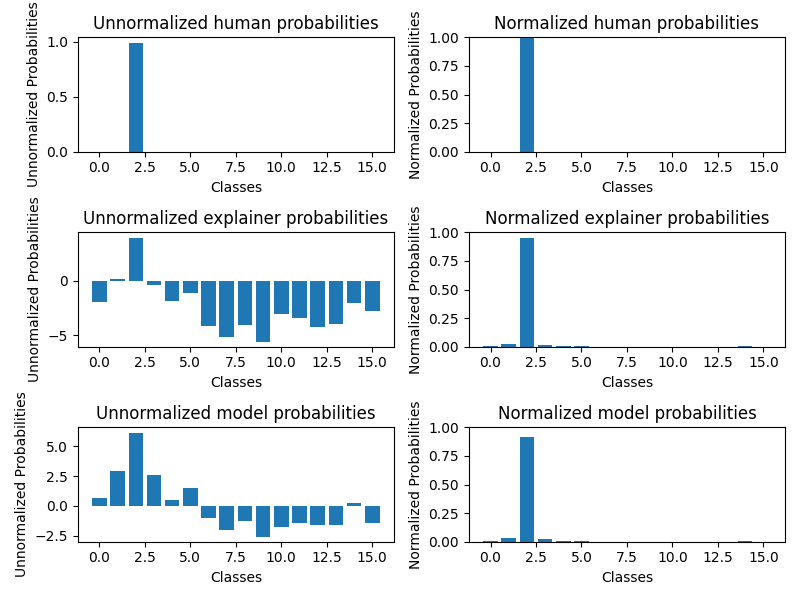 Unnormalized human probabilities
Unnormalized Probabilities
1.0
0.5
0.0
0.0 2.5 5.0 7.5 10.0 12.5 15.0
Classes
Normalized human probabilities
Normalized Probabilities
1.00
0.75
0.50
0.25
0.00
0.0 2.5 5.0 7.5 10.0 12.5 15.0
Classes
Unnormalized explainer probabilities
Unnormalized Probabilities
0
−5
0.0 2.5 5.0 7.5 10.0 12.5 15.0
Classes
Normalized explainer probabilities
Normalized Probabilities
1.00
0.75
0.50
0.25
0.00
0.0 2.5 5.0 7.5 10.0 12.5 15.0
Classes
Unnormalized model probabilities
Unnormalized Probabilities
5.0
2.5
0.0
−2.5
0.0 2.5 5.0 7.5 10.0 12.5 15.0
Classes
Normalized model probabilities
Normalized Probabilities
1.00
0.75
0.50
0.25
0.00
0.0 2.5 5.0 7.5 10.0 12.5 15.0
Classes